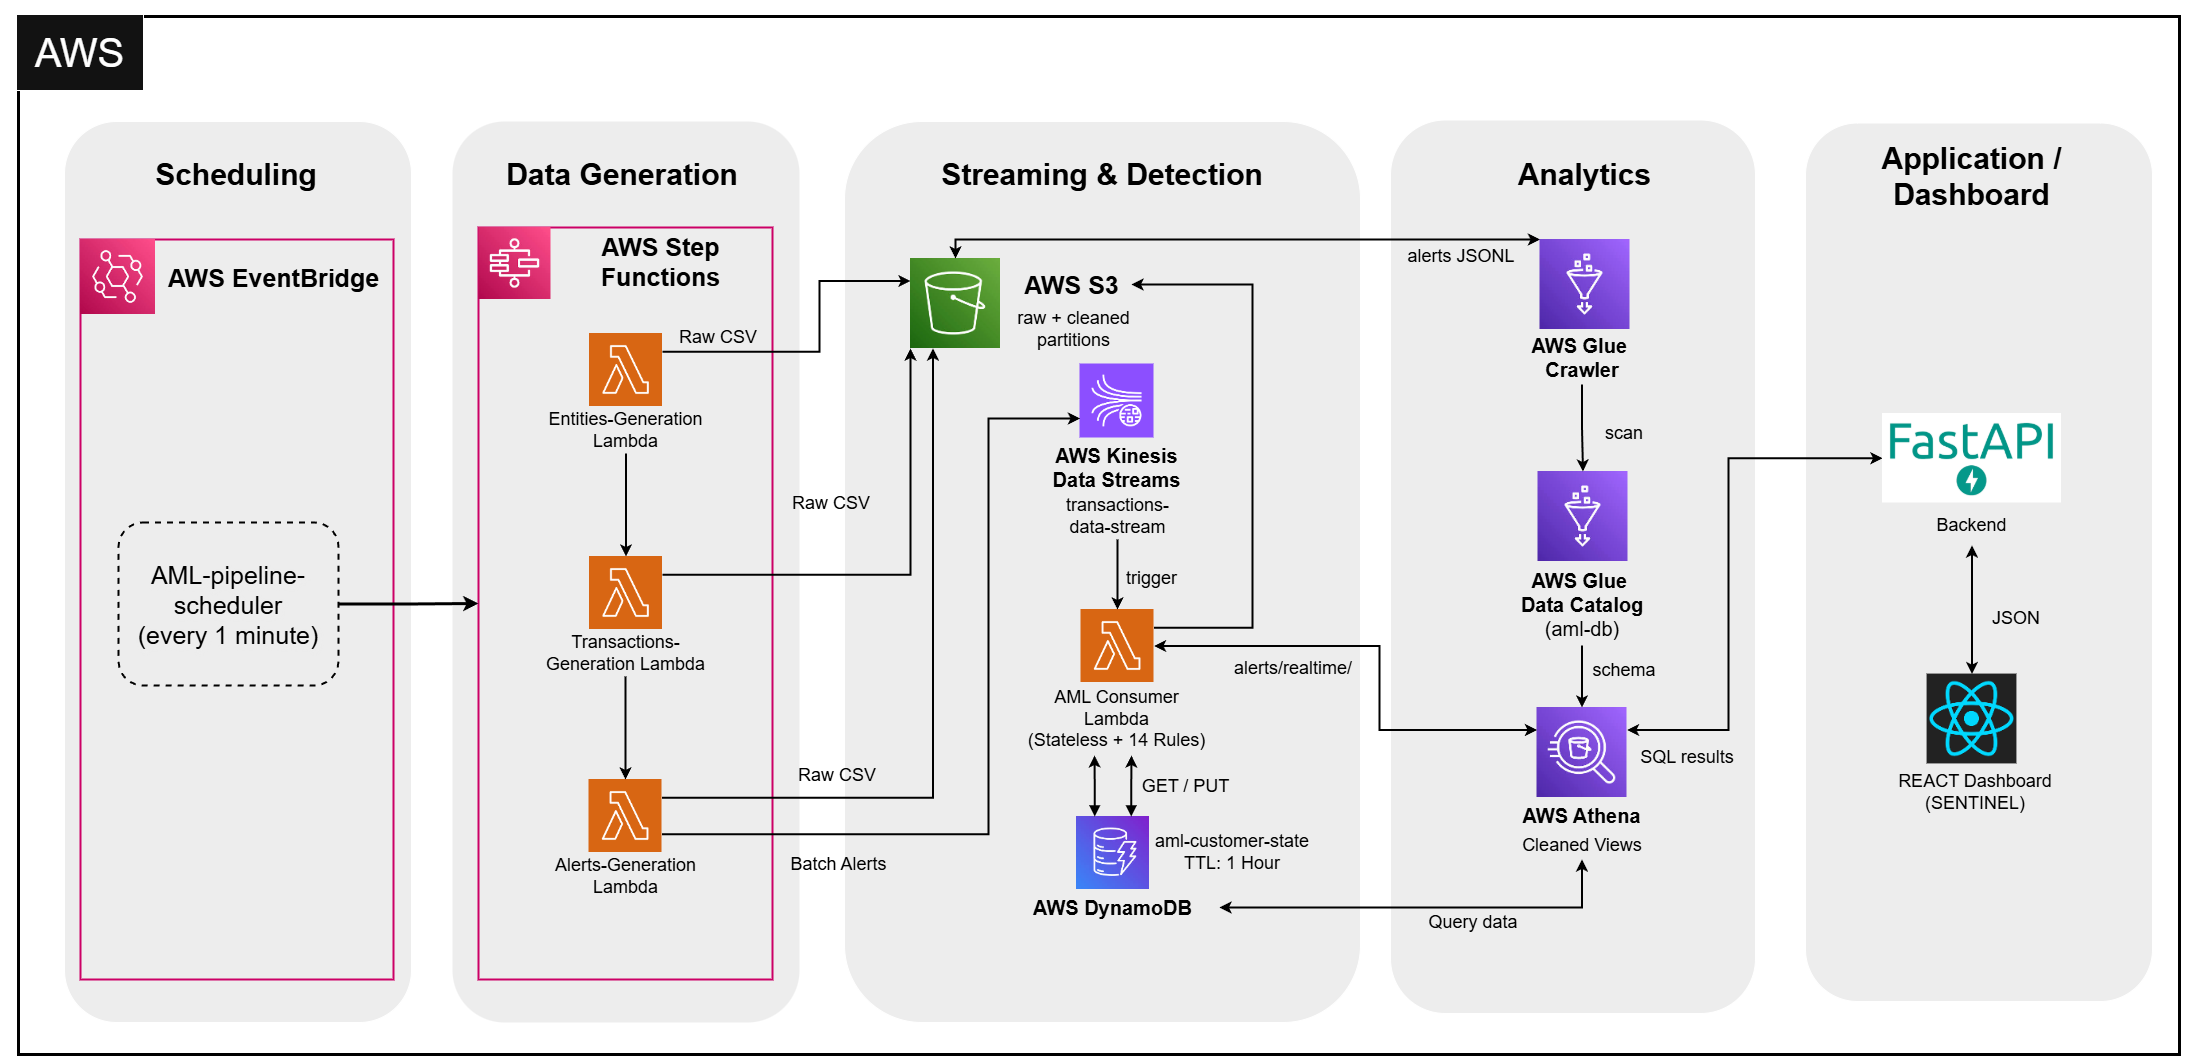 AWS
Scheduling
AWS EventBridge
AML-pipeline-
scheduler
(every 1 minute)
Data Generation
AWS Step
Functions
Entities-Generation
Lambda
Transactions-
Generation Lambda
Alerts-Generation
Lambda
Raw CSV
Raw CSV
Raw CSV
Batch Alerts
Streaming & Detection
AWS S3
raw + cleaned
partitions
AWS Kinesis
Data Streams
transactions-
data-stream
trigger
AML Consumer
Lambda
(Stateless + 14 Rules)
GET / PUT
aml-customer-state
TTL: 1 Hour
AWS DynamoDB
alerts/realtime/
alerts JSONL
Query data
Analytics
AWS Glue
Crawler
scan
AWS Glue
Data Catalog
(aml-db)
schema
AWS Athena
Cleaned Views
SQL results
Application /
Dashboard
FastAPI
Backend
JSON
REACT Dashboard
(SENTINEL)